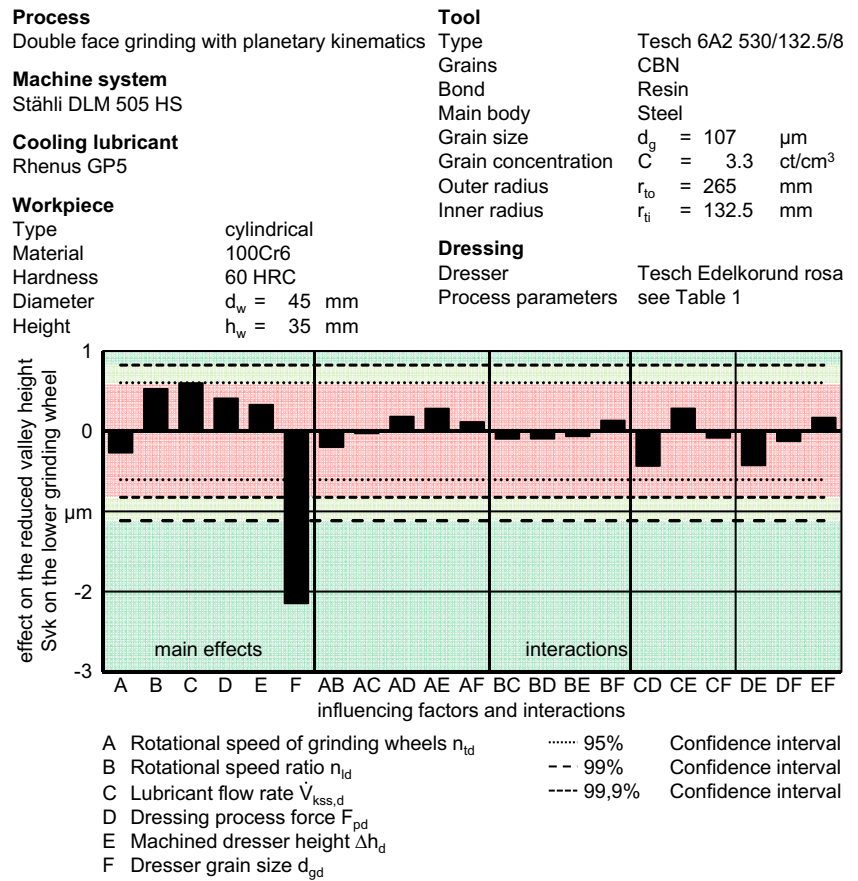 Process
Double face grinding with planetary kinematics
Machine system
Stähli DLM 505 HS
Cooling lubricant
Rhenus GP5
Workpiece
Type cylindrical
Material 100Cr6
Hardness 60 HRC
Diameter d_w = 45 mm
Height h_w = 35 mm
Tool
Type Tesch 6A2 530/132.5/8
Grains CBN
Bond Resin
Main body Steel
Grain size d_g = 107 µm
Grain concentration C = 3.3 ct/cm³
Outer radius r_to = 265 mm
Inner radius r_ti = 132.5 mm
Dressing
Dresser Tesch Edelkorund rosa
Process parameters see Table 1
effect on the reduced valley height
Svk on the lower grinding wheel
1
0
µm
-2
-3
main effects
interactions
A B C D E F AB AC AD AE AF BC BD BE BF CD CE CF DE DF EF
influencing factors and interactions
A Rotational speed of grinding wheels n_td
B Rotational speed ratio n_ld
C Lubricant flow rate V̇_kss,d
D Dressing process force F_pd
E Machined dresser height Δh_d
F Dresser grain size d_gd
95% Confidence interval
99% Confidence interval
99,9% Confidence interval